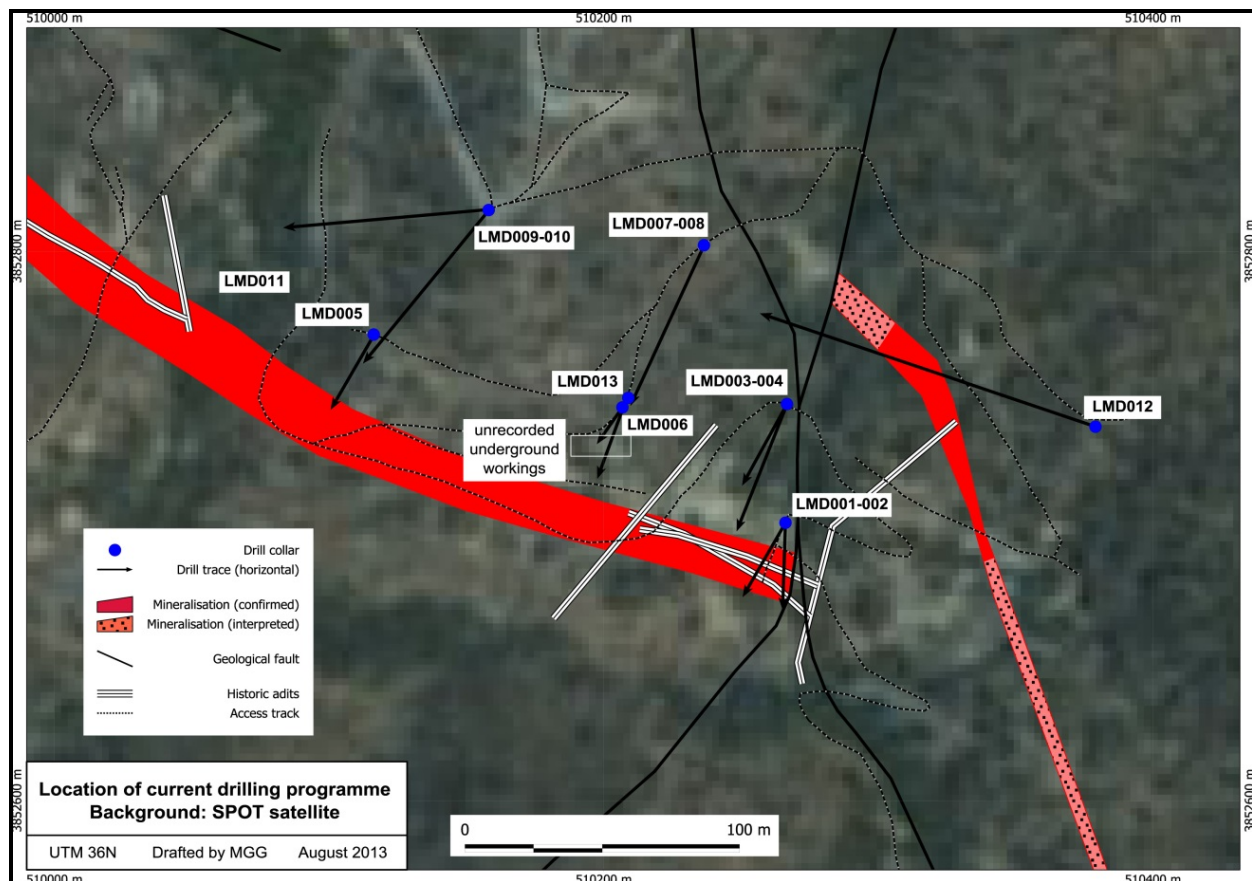 510000 m
510200 m
510400 m
3852800 m
3852800 m
LMD009-010
LMD007-008
LMD011
LMD005
LMD013
LMD003-004
LMD012
LMD006
unrecorded
underground
workings
LMD001-002
Drill collar
Drill trace (horizontal)
Mineralisation (confirmed)
Mineralisation (interpreted)
Geological fault
Historic adits
Access track
3852600 m
3852600 m
Location of current drilling programme
Background: SPOT satellite
UTM 36N Drafted by MGG August 2013
0 100 m
510000 m
510200 m
510400 m